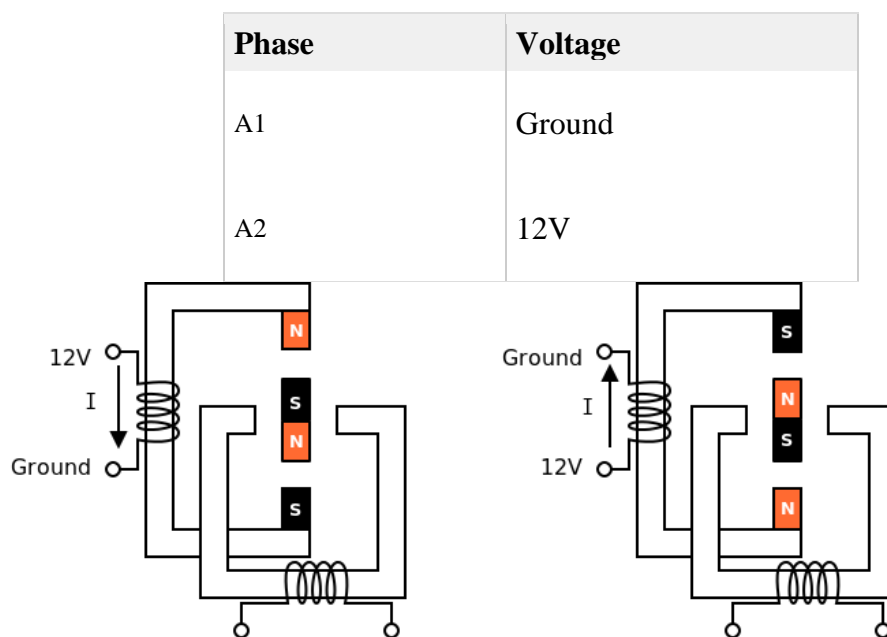 Phase Voltage
A1 Ground
A2 12V
N S
12V Ground
I S N I N S
Ground 12V
S N